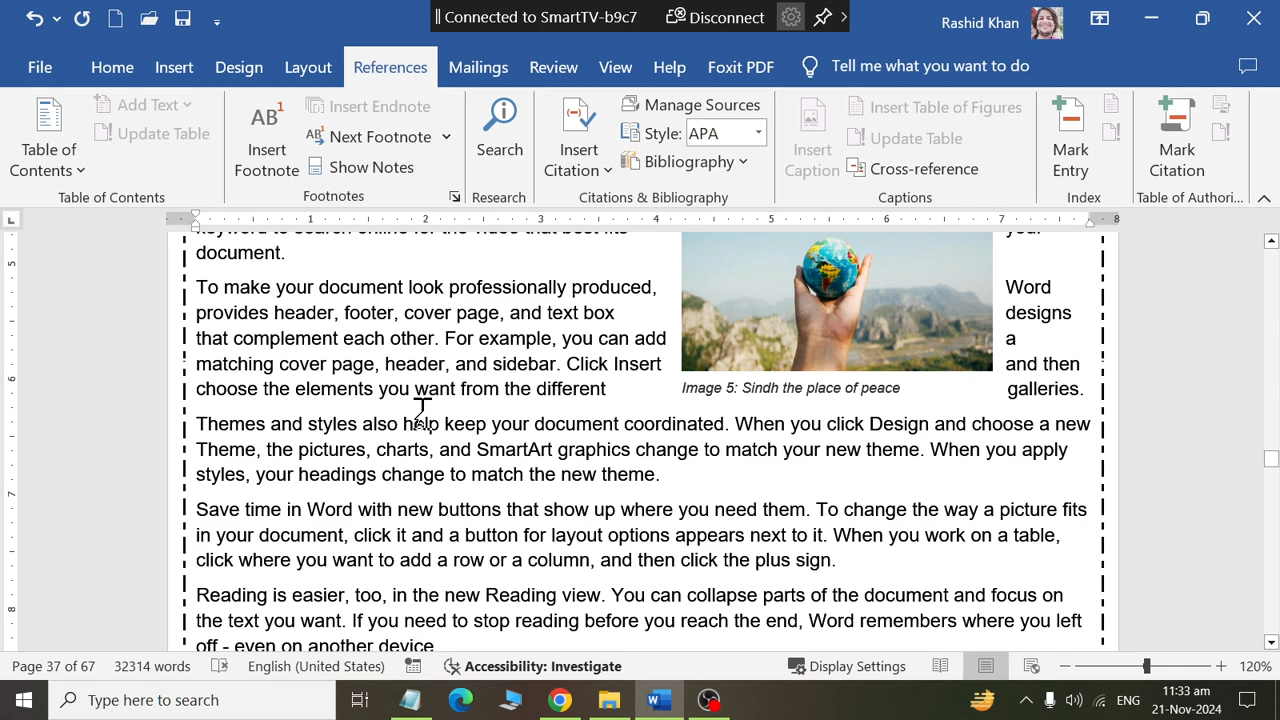 Connected to SmartTV-b9c7
Disconnect
Rashid Khan
File
Home
Insert
Design
Layout
References
Mailings
Review
View
Help
Foxit PDF
Tell me what you want to do
Table of
Contents
Add Text
Update Table
Table of Contents
AB1
Insert
Footnote
Insert Endnote
Next Footnote
Show Notes
Footnotes
Search
Research
Insert
Citation
Manage Sources
Style: APA
Bibliography
Citations & Bibliography
Insert
Caption
Insert Table of Figures
Update Table
Cross-reference
Captions
Mark
Entry
Index
Mark
Citation
Table of Authori...
1 2 3 4 5 6 7 8
keyword to search online for the video that best fits your
document.
To make your document look professionally produced, Word
provides header, footer, cover page, and text box designs
that complement each other. For example, you can add a
matching cover page, header, and sidebar. Click Insert and then
choose the elements you want from the different galleries.
Image 5: Sindh the place of peace
Themes and styles also help keep your document coordinated. When you click Design and choose a new
Theme, the pictures, charts, and SmartArt graphics change to match your new theme. When you apply
styles, your headings change to match the new theme.
Save time in Word with new buttons that show up where you need them. To change the way a picture fits
in your document, click it and a button for layout options appears next to it. When you work on a table,
click where you want to add a row or a column, and then click the plus sign.
Reading is easier, too, in the new Reading view. You can collapse parts of the document and focus on
the text you want. If you need to stop reading before you reach the end, Word remembers where you left
off - even on another device
5
6
7
8
Page 37 of 67
32314 words
English (United States)
Accessibility: Investigate
Display Settings
120%
Type here to search
ENG
11:33 am
21-Nov-2024